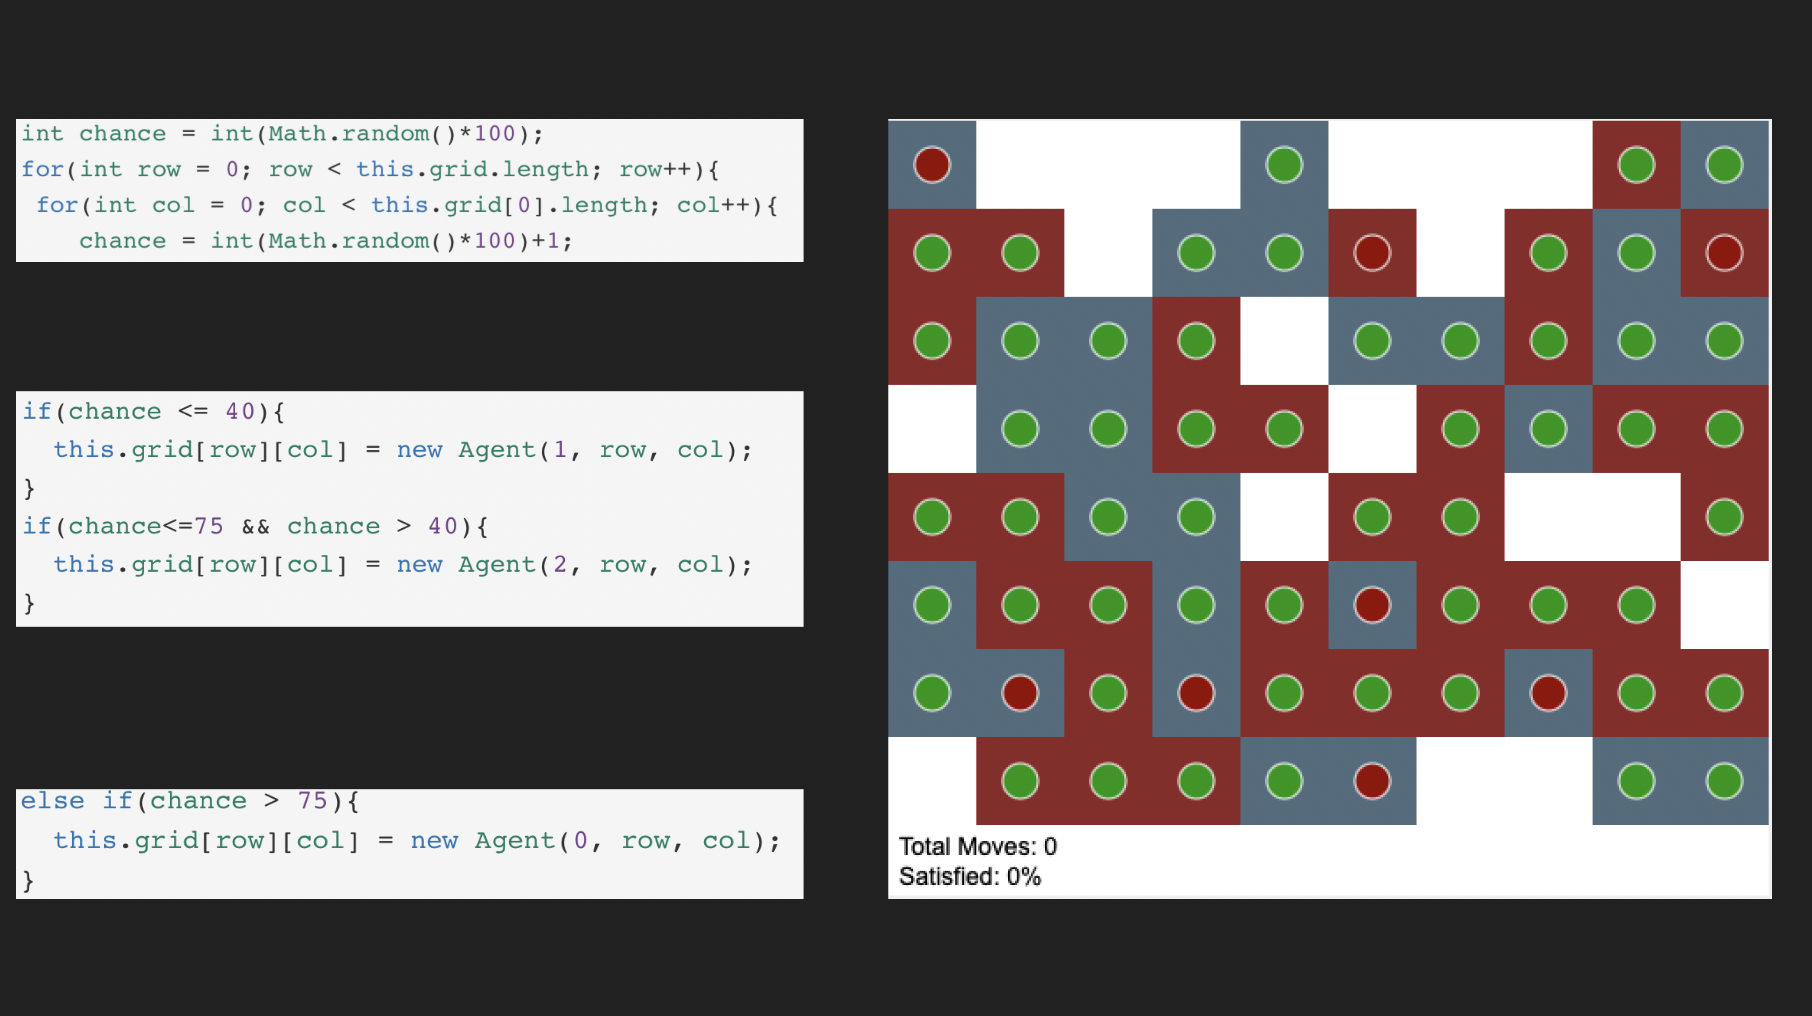 int chance = int(Math.random()*100);
for(int row = 0; row < this.grid.length; row++){
for(int col = 0; col < this.grid[0].length; col++){
chance = int(Math.random()*100)+1;
if(chance <= 40){
this.grid[row][col] = new Agent(1, row, col);
}
if(chance<=75 && chance > 40){
this.grid[row][col] = new Agent(2, row, col);
}
else if(chance > 75){
this.grid[row][col] = new Agent(0, row, col);
}
Total Moves: 0
Satisfied: 0%